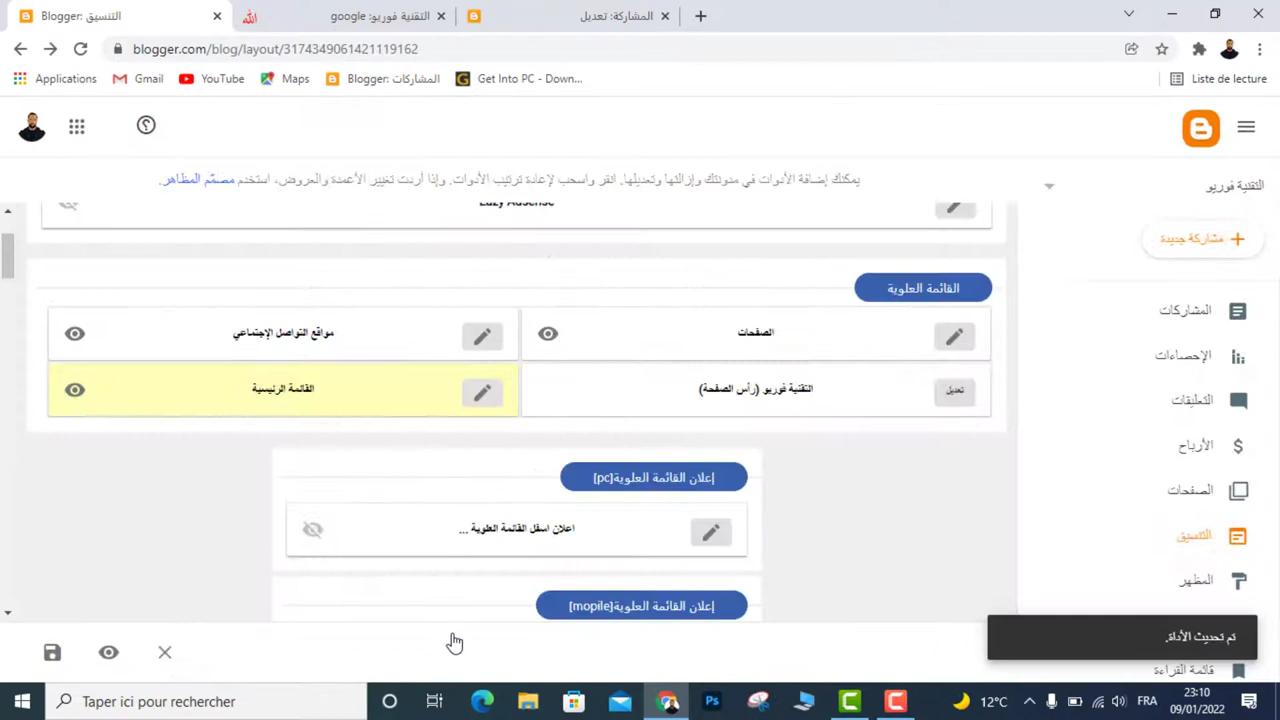 Blogger: التنسيق
التقنية فوريو: google
المشاركة: تعديل
blogger.com/blog/layout/3174349061421119162
Applications
Gmail
YouTube
Maps
Blogger: المشاركات
Get Into PC - Down...
Liste de lecture
يمكنك إضافة الأدوات في مدونتك وإزالتها وتعديلها. انقر واسحب لإعادة ترتيب الأدوات. وإذا أردت تغيير الأعمدة والعروض، استخدم مصمّم المظاهر.
التقنية فوريو
Lazy Adsense
مشاركة جديدة
القائمة العلوية
الصفحات
مواقع التواصل الإجتماعي
التقنية فوريو (رأس الصفحة)
تعديل
القائمة الرئيسية
إعلان القائمة العلوية[pc]
اعلان اسفل القائمة العلوية ...
إعلان القائمة العلوية[mopile]
المشاركات
الإحصاءات
التعليقات
الأرباح
الصفحات
التنسيق
المظهر
تم تحديث الأداة.
قائمة القراءة
Taper ici pour rechercher
12°C
FRA
23:10
09/01/2022